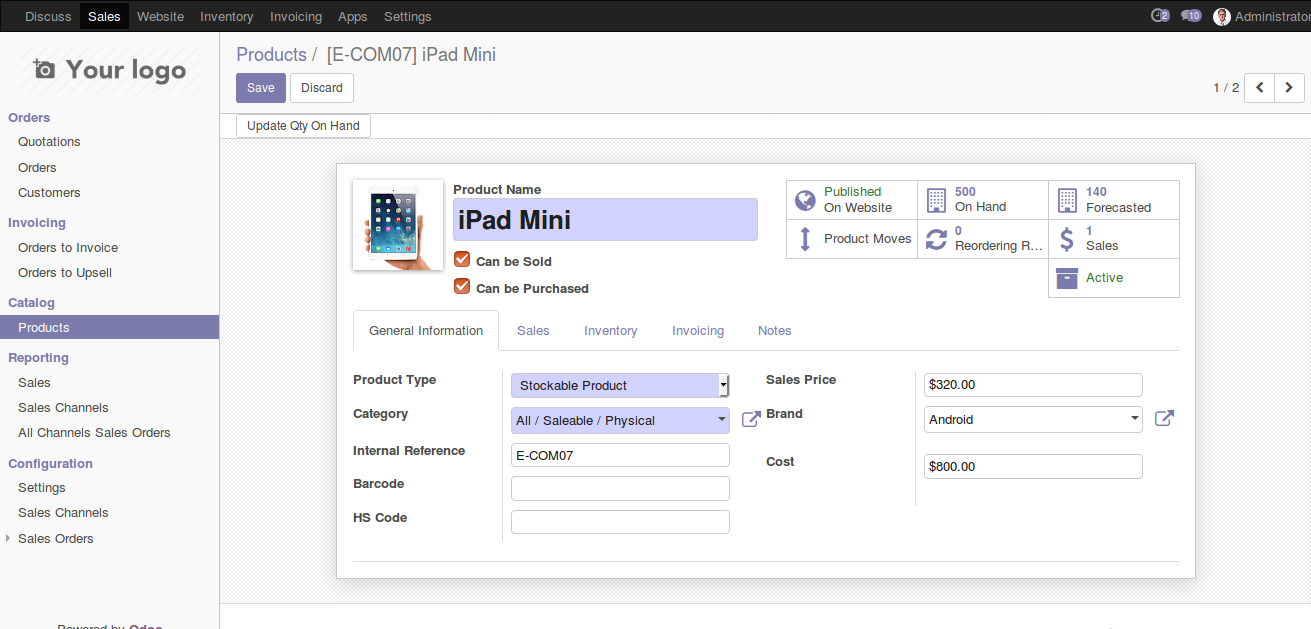 Discuss Sales Website Inventory Invoicing Apps Settings 2 10 Administrator
Your logo
Products / [E-COM07] iPad Mini
Save Discard
1 / 2
Update Qty On Hand
Orders
Quotations
Orders
Customers
Invoicing
Orders to Invoice
Orders to Upsell
Catalog
Products
Reporting
Sales
Sales Channels
All Channels Sales Orders
Configuration
Settings
Sales Channels
Sales Orders
Powered by Odoo
Product Name
iPad Mini
Can be Sold
Can be Purchased
Published
On Website
500
On Hand
140
Forecasted
Product Moves
0
Reordering R...
1
Sales
Active
General Information Sales Inventory Invoicing Notes
Product Type Stockable Product
Category All / Saleable / Physical
Internal Reference E-COM07
Barcode
HS Code
Sales Price $320.00
Brand Android
Cost $800.00